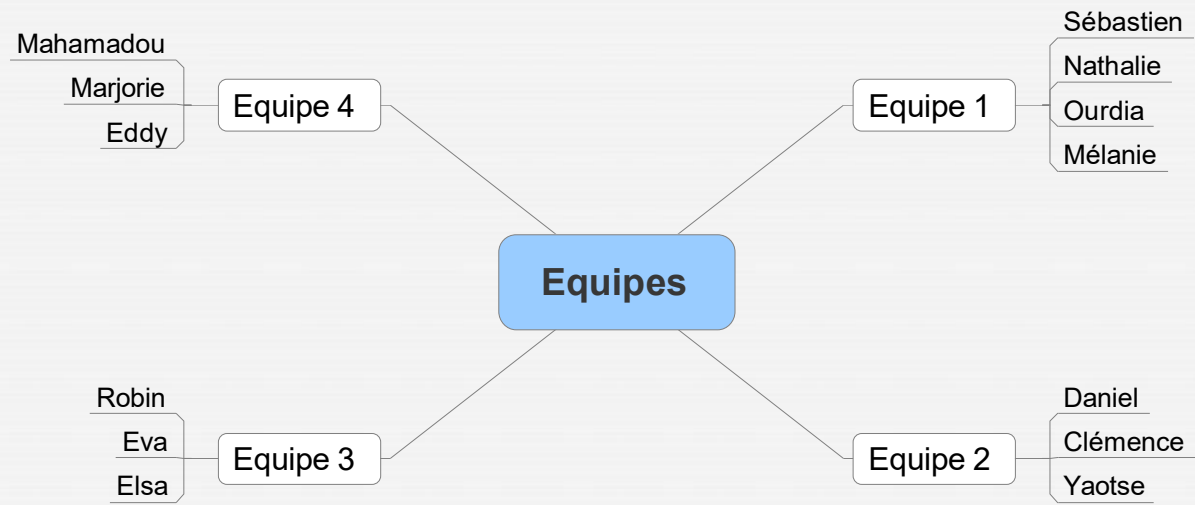 Sébastien
Nathalie
Equipe 1
Ourdia
Mélanie
Mahamadou
Marjorie
Equipe 4
Eddy
Equipes
Robin
Eva
Equipe 3
Elsa
Daniel
Clémence
Equipe 2
Yaotse